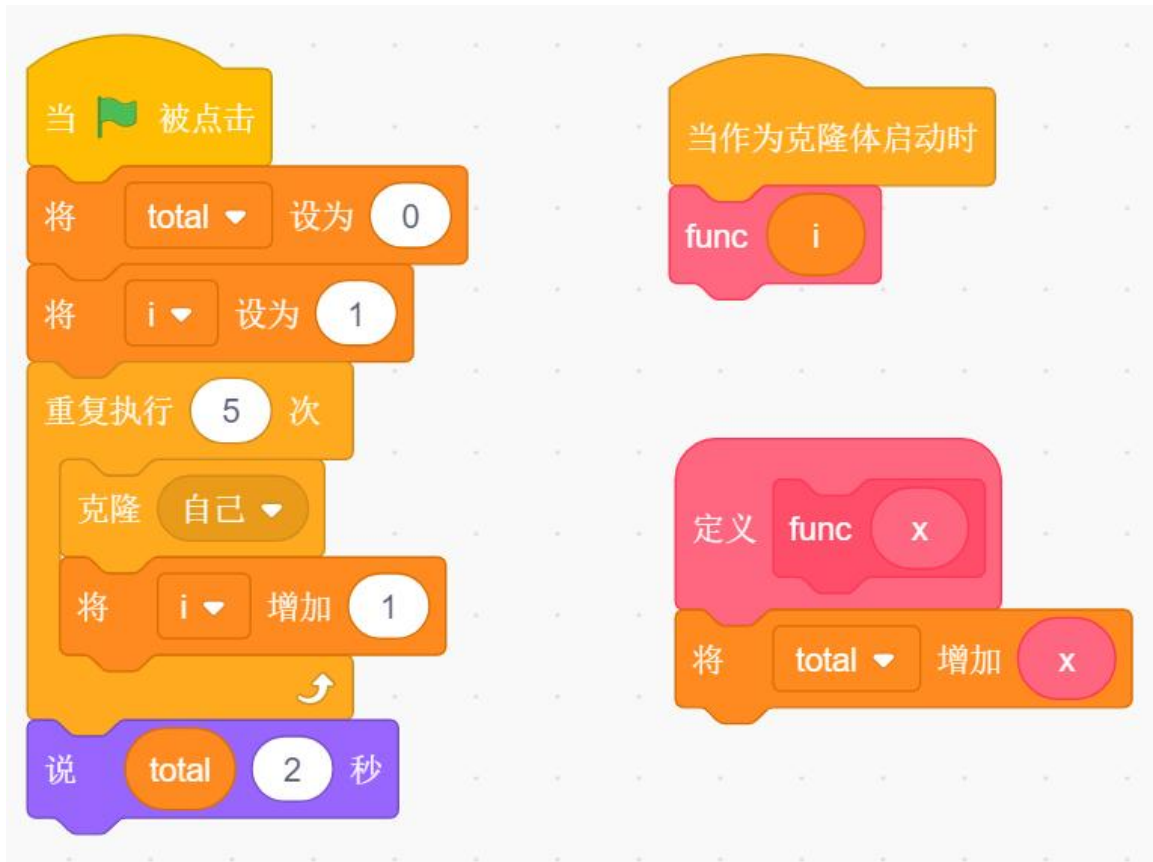 当 被点击
将 total 设为 0
将 i 设为 1
重复执行 5 次
克隆 自己
将 i 增加 1
说 total 2 秒
当作为克隆体启动时
func i
定义 func x
将 total 增加 x